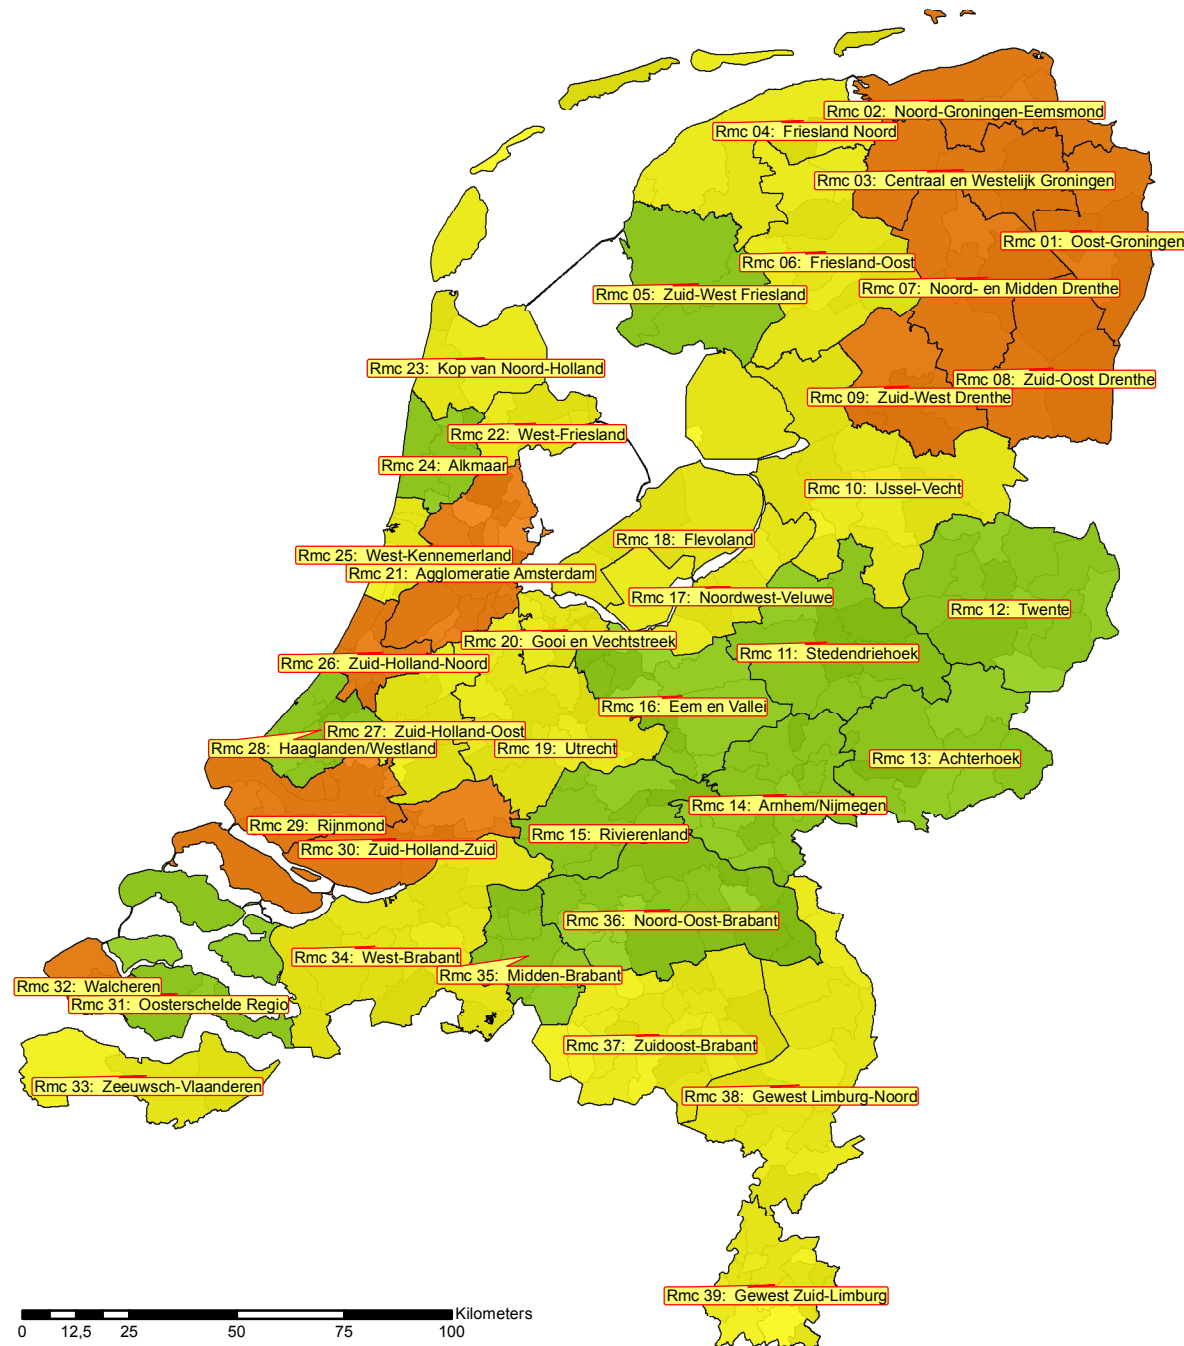 Rmc 02: Noord-Groningen-Eemsmond
Rmc 04: Friesland Noord
Rmc 03: Centraal en Westelijk Groningen
Rmc 01: Oost-Groningen
Rmc 06: Friesland-Oost
Rmc 07: Noord- en Midden Drenthe
Rmc 05: Zuid-West Friesland
Rmc 23: Kop van Noord-Holland
Rmc 08: Zuid-Oost Drenthe
Rmc 09: Zuid-West Drenthe
Rmc 22: West-Friesland
Rmc 24: Alkmaar
Rmc 10: IJssel-Vecht
Rmc 18: Flevoland
Rmc 25: West-Kennemerland
Rmc 21: Agglomeratie Amsterdam
Rmc 17: Noordwest-Veluwe
Rmc 12: Twente
Rmc 20: Gooi en Vechtstreek
Rmc 11: Stedendriehoek
Rmc 26: Zuid-Holland-Noord
Rmc 16: Eem en Vallei
Rmc 27: Zuid-Holland-Oost
Rmc 28: Haaglanden/Westland
Rmc 19: Utrecht
Rmc 13: Achterhoek
Rmc 14: Arnhem/Nijmegen
Rmc 29: Rijnmond
Rmc 15: Rivierenland
Rmc 30: Zuid-Holland-Zuid
Rmc 36: Noord-Oost-Brabant
Rmc 34: West-Brabant
Rmc 35: Midden-Brabant
Rmc 32: Walcheren
Rmc 31: Oosterschelde Regio
Rmc 37: Zuidoost-Brabant
Rmc 33: Zeeuwsch-Vlaanderen
Rmc 38: Gewest Limburg-Noord
Rmc 39: Gewest Zuid-Limburg
Kilometers
0 12,5 25 50 75 100